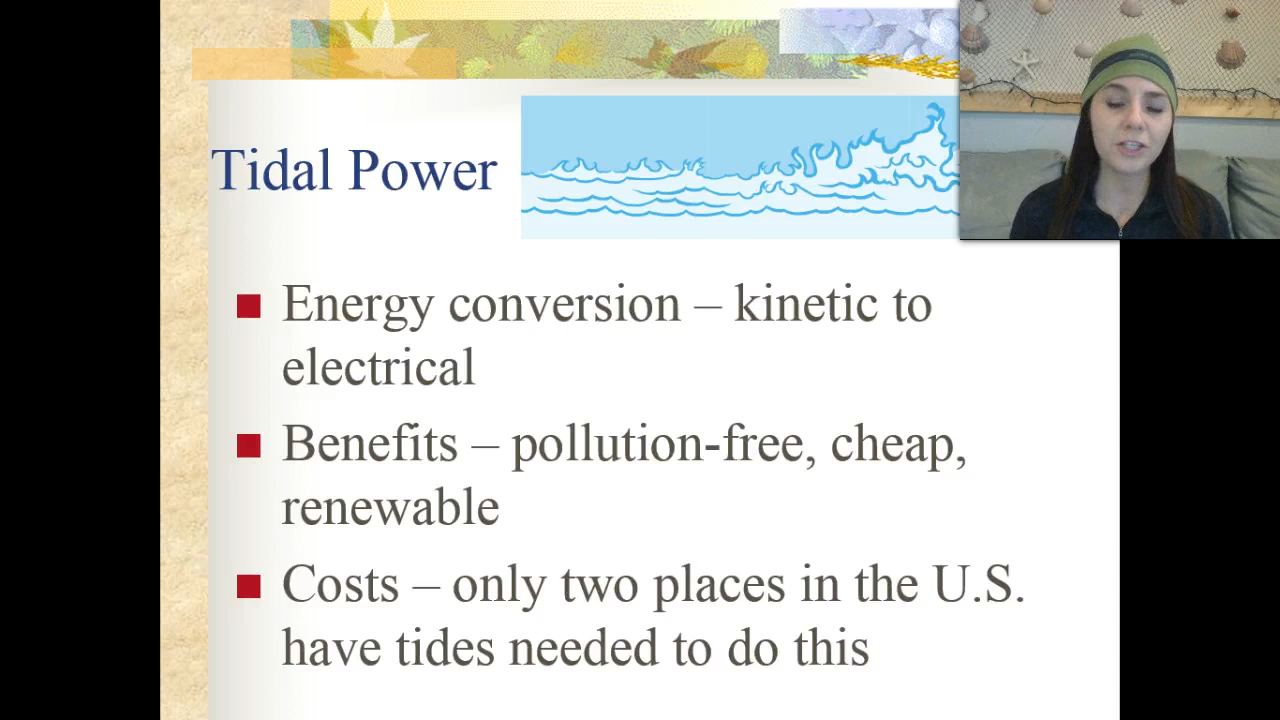 Tidal Power
■ Energy conversion – kinetic to
electrical
■ Benefits – pollution-free, cheap,
renewable
■ Costs – only two places in the U.S.
have tides needed to do this